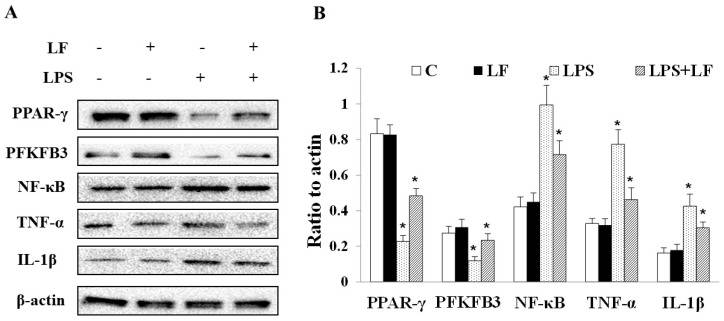 A
LF - + - +
LPS - - + +
PPAR-γ
PFKFB3
NF-κB
TNF-α
IL-1β
β-actin
B
C LF LPS LPS+LF
Ratio to actin
1.2
1
0.8
0.6
0.4
0.2
0
* * * * * * * * * *
PPAR-γ PFKFB3 NF-κB TNF-α IL-1β